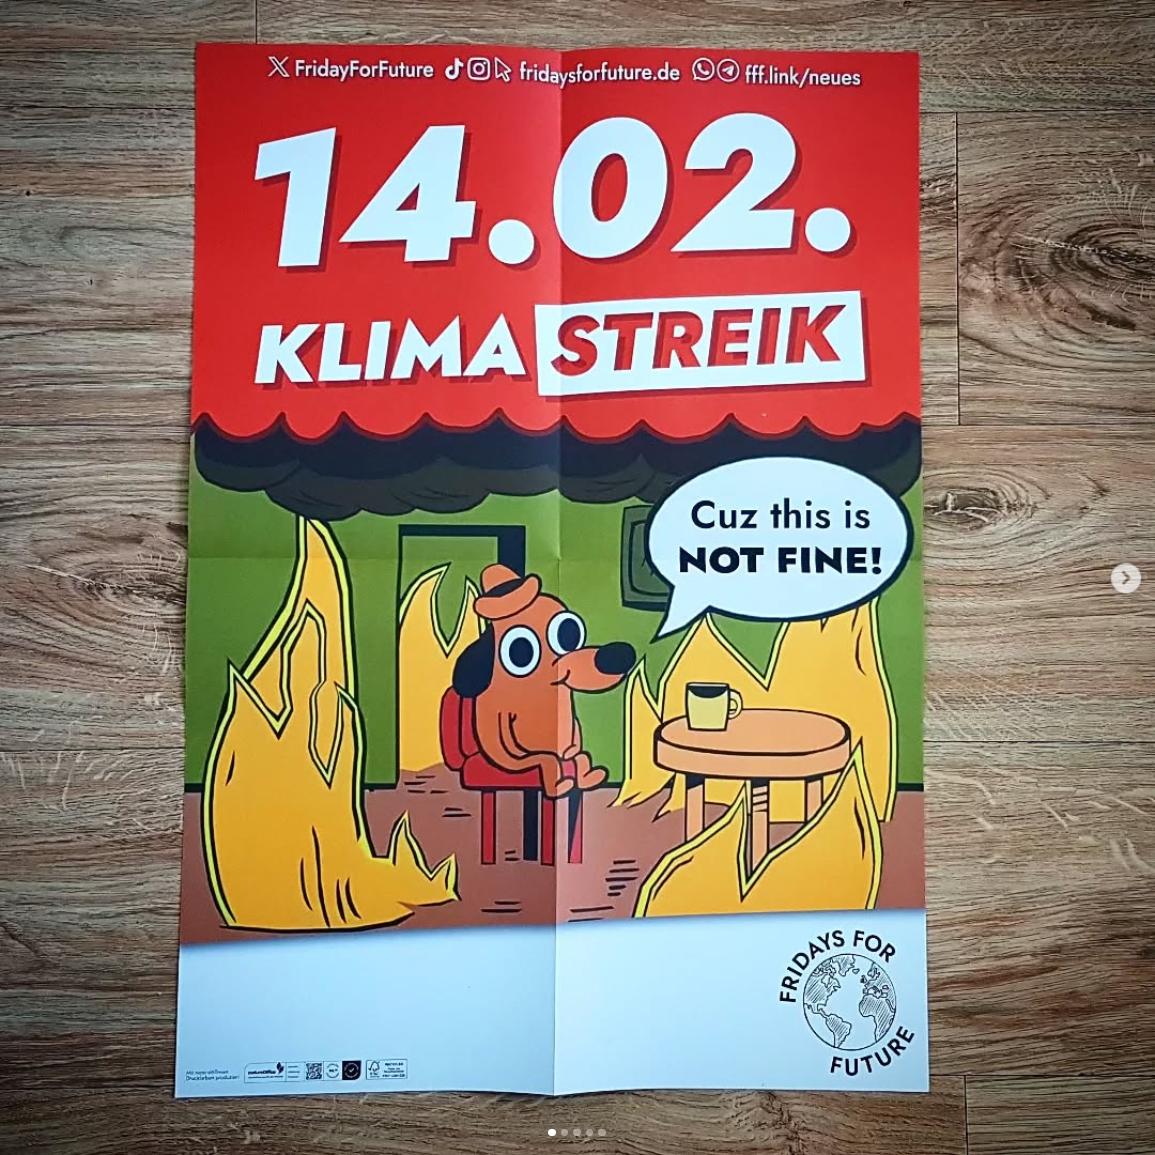 FridayForFuture fridaysforfuture.de fff.link/neues
14.02.
KLIMA STREIK
Cuz this is
NOT FINE!
FRIDAYS FOR
FUTURE